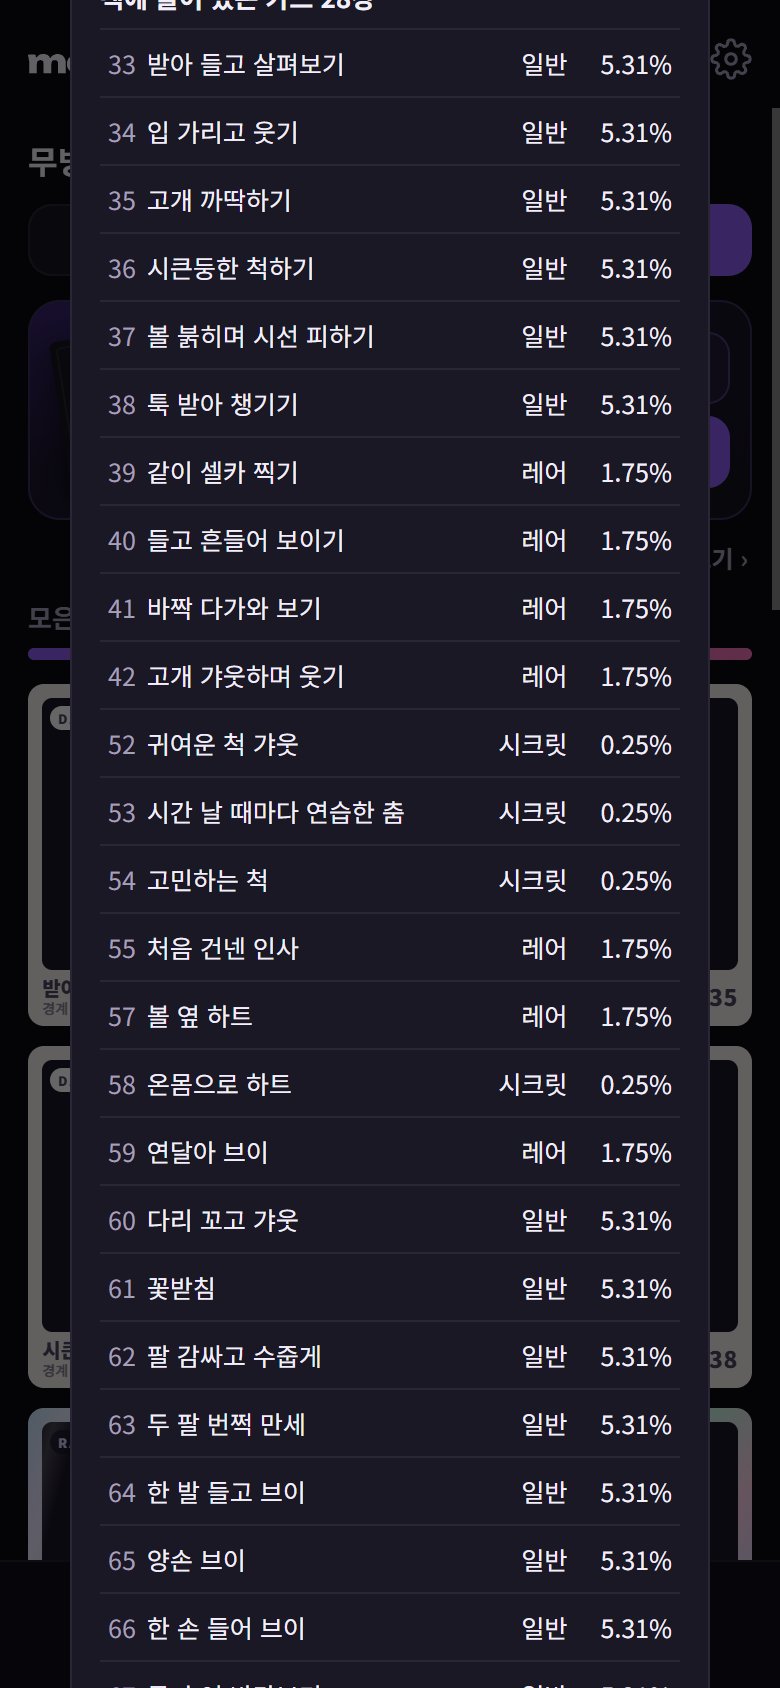 33 받아 들고 살펴보기 일반 5.31%
34 입 가리고 웃기 일반 5.31%
35 고개 까딱하기 일반 5.31%
36 시큰둥한 척하기 일반 5.31%
37 볼 붉히며 시선 피하기 일반 5.31%
38 툭 받아 챙기기 일반 5.31%
39 같이 셀카 찍기 레어 1.75%
40 들고 흔들어 보이기 레어 1.75%
41 바짝 다가와 보기 레어 1.75%
42 고개 갸웃하며 웃기 레어 1.75%
52 귀여운 척 갸웃 시크릿 0.25%
53 시간 날 때마다 연습한 춤 시크릿 0.25%
54 고민하는 척 시크릿 0.25%
55 처음 건넨 인사 레어 1.75%
57 볼 옆 하트 레어 1.75%
58 온몸으로 하트 시크릿 0.25%
59 연달아 브이 레어 1.75%
60 다리 꼬고 갸웃 일반 5.31%
61 꽃받침 일반 5.31%
62 팔 감싸고 수줍게 일반 5.31%
63 두 팔 번쩍 만세 일반 5.31%
64 한 발 들고 브이 일반 5.31%
65 양손 브이 일반 5.31%
66 한 손 들어 브이 일반 5.31%
모은
경계
35
경계
38